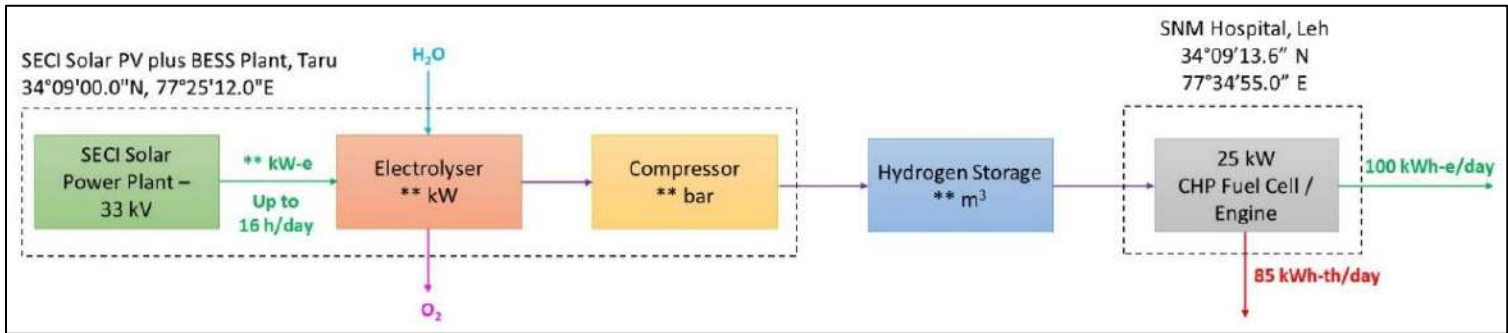 SECI Solar PV plus BESS Plant, Taru
34°09'00.0"N, 77°25'12.0"E
H₂O
SNM Hospital, Leh
34°09’13.6” N
77°34’55.0” E
SECI Solar
Power Plant –
33 kV
** kW-e
Up to
16 h/day
Electrolyser
** kW
Compressor
** bar
Hydrogen Storage
** m³
25 kW
CHP Fuel Cell /
Engine
100 kWh-e/day
85 kWh-th/day
O₂